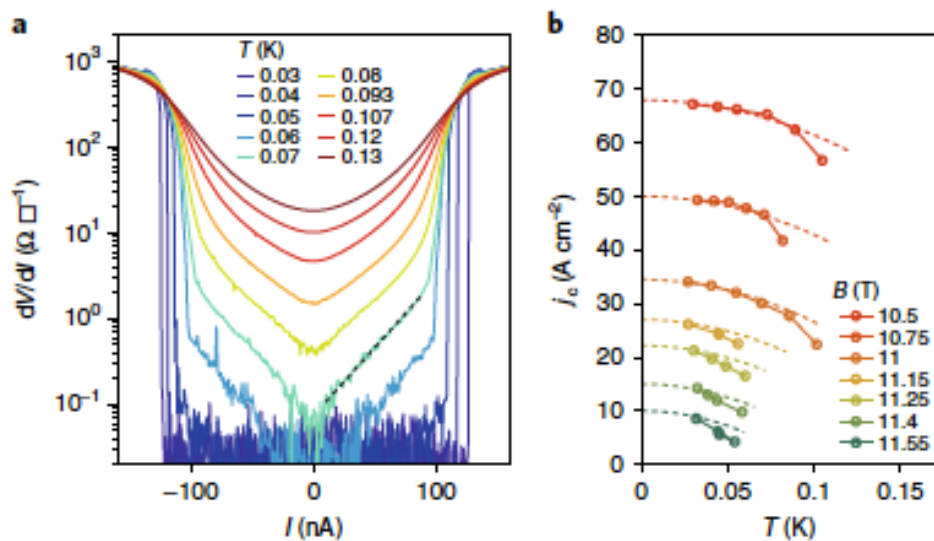 a
T (K)
0.03 0.08
0.04 0.093
0.05 0.107
0.06 0.12
0.07 0.13
10³
10²
10¹
10⁰
10⁻¹
dV/dI (Ω □⁻¹)
−100 0 100
I (nA)
b
80
70
60
50
40
30
20
10
0
j_c (A cm⁻²)
B (T)
10.5
10.75
11
11.15
11.25
11.4
11.55
0 0.05 0.1 0.15
T (K)